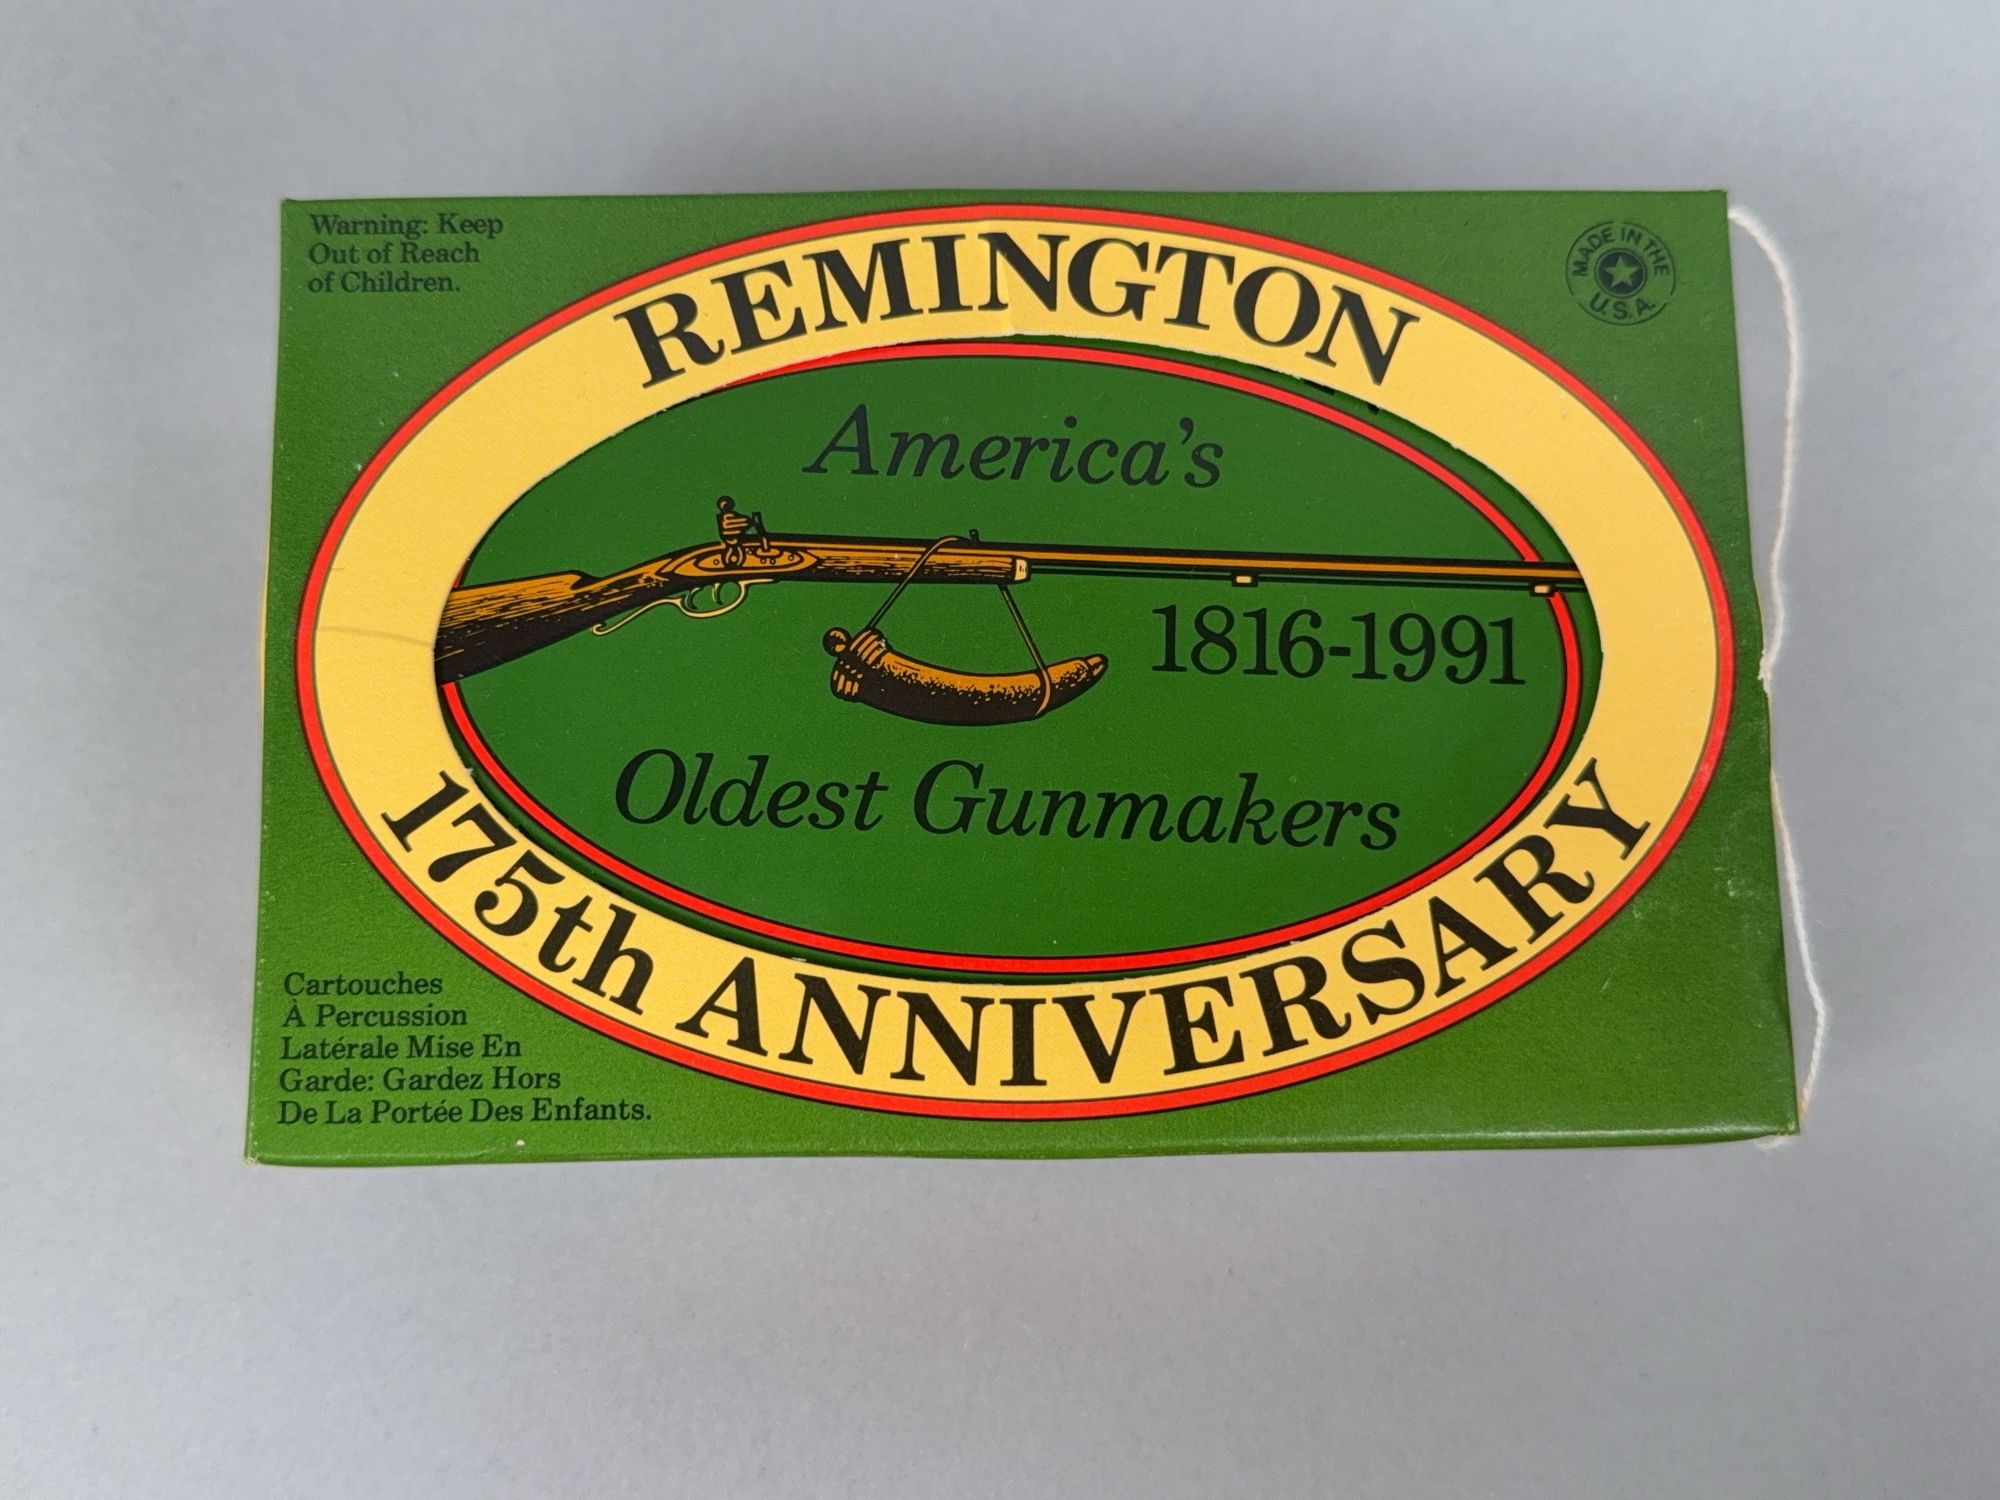 Warning: Keep
Out of Reach
of Children.
REMINGTON
MADE IN THE
U.S.A.
America's
1816-1991
Oldest Gunmakers
175th ANNIVERSARY
Cartouches
À Percussion
Latérale Mise En
Garde: Gardez Hors
De La Portée Des Enfants.